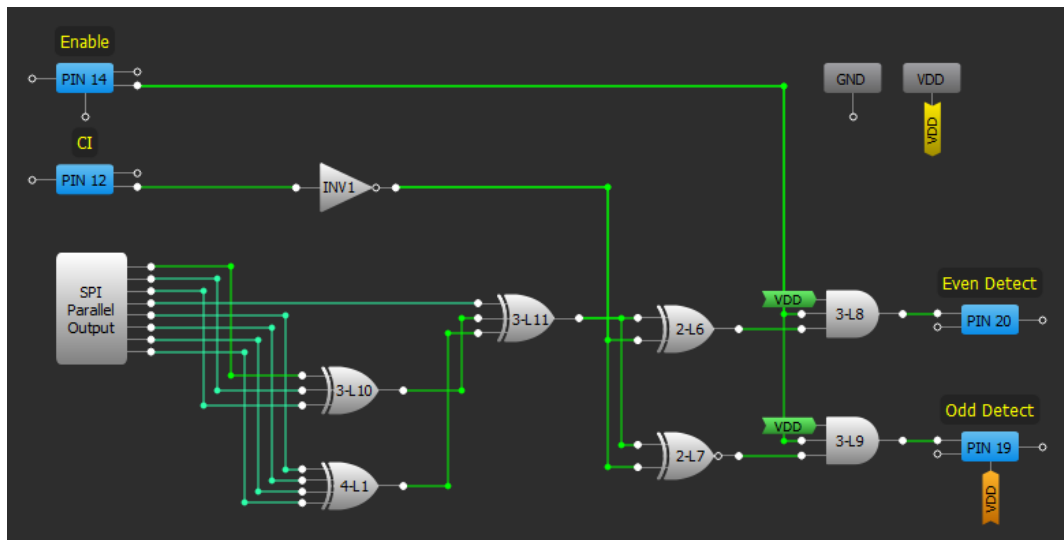 Enable
PIN 14
GND
VDD
VDD
CI
PIN 12
INV1
SPI
Parallel
Output
3-L11
3-L10
4-L1
2-L6
2-L7
VDD
3-L8
Even Detect
PIN 20
VDD
3-L9
Odd Detect
PIN 19
VDD